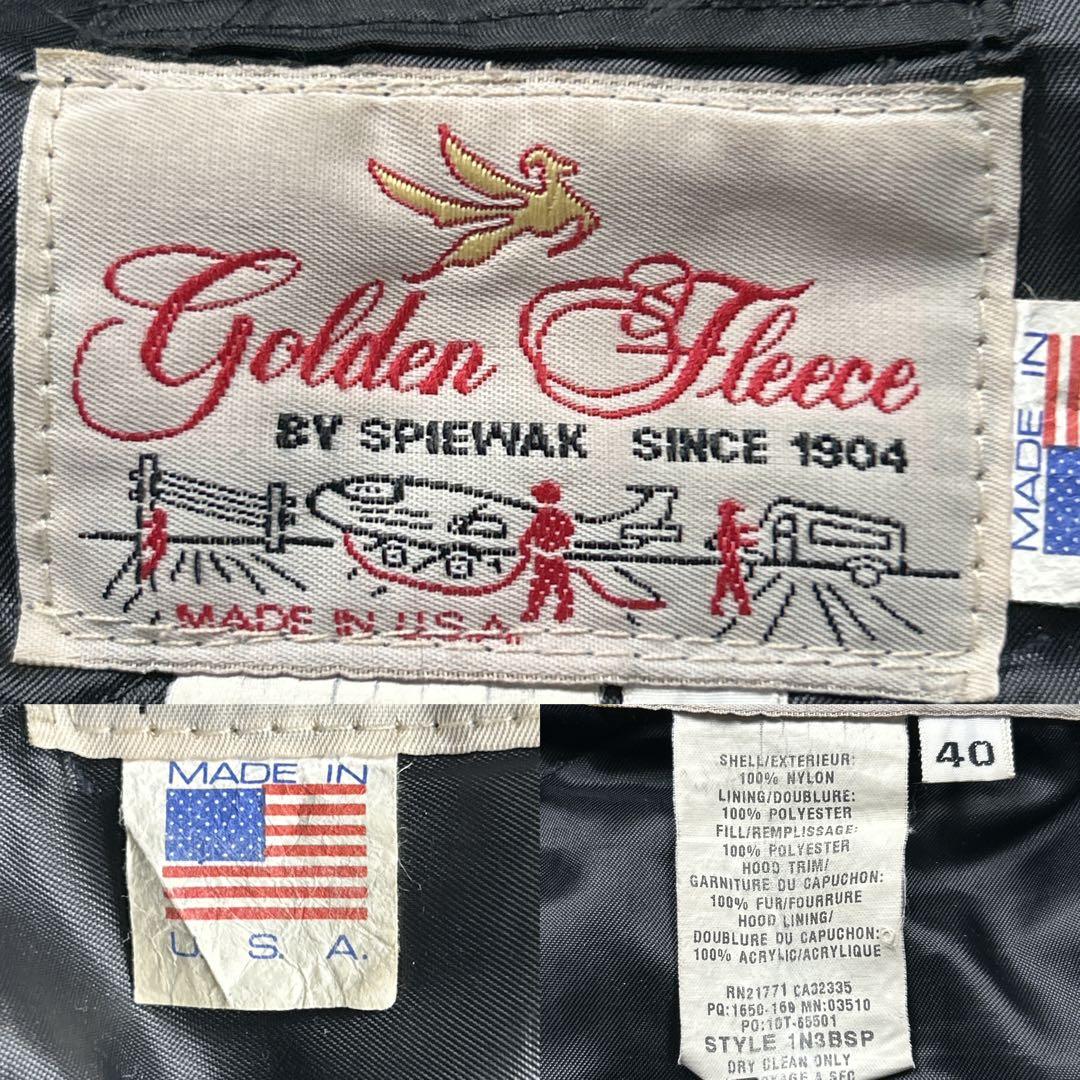 Golden Fleece
BY SPIEWAK SINCE 1904
MADE IN U.S.A.
MADE IN
MADE IN
U. S. A.
40
SHELL/EXTERIEUR:
100% NYLON
LINING/DOUBLURE:
100% POLYESTER
FILL/REMPLISSAGE:
100% POLYESTER
HOOD TRIM/
GARNITURE DU CAPUCHON:
100% FUR/FOURRURE
HOOD LINING/
DOUBLURE DU CAPUCHON:
100% ACRYLIC/ACRYLIQUE
RN21771 CA02335
PQ:1650-169 MN:03510
PO:10T-65501
STYLE 1N3BSP
DRY CLEAN ONLY
A SEC